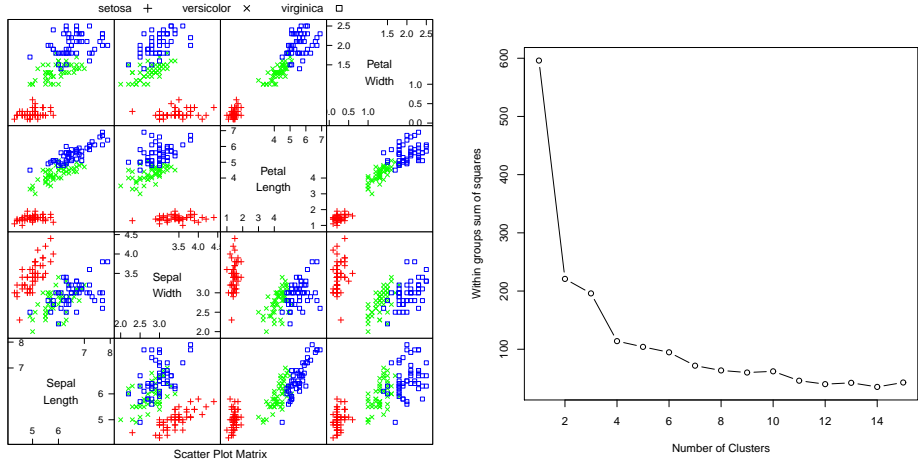 setosa + versicolor × virginica □
1.5 2.0 2.5
2.5
2.0
1.5
Petal
Width
1.0
0.5
0.0
0.0 0.5 1.0
7
6
5
4
4 5 6 7
Petal
Length
1 2 3 4
4
3
2
1
4.5
4.0
3.5
3.5 4.0 4.5
Sepal
Width
2.0 2.5 3.0
3.0
2.5
2.0
8
7
7 8
Sepal
Length
5 6
6
5
Scatter Plot Matrix
600
500
400
300
200
100
Within groups sum of f squares
2 4 6 8 10 12 14
Number of Clusters